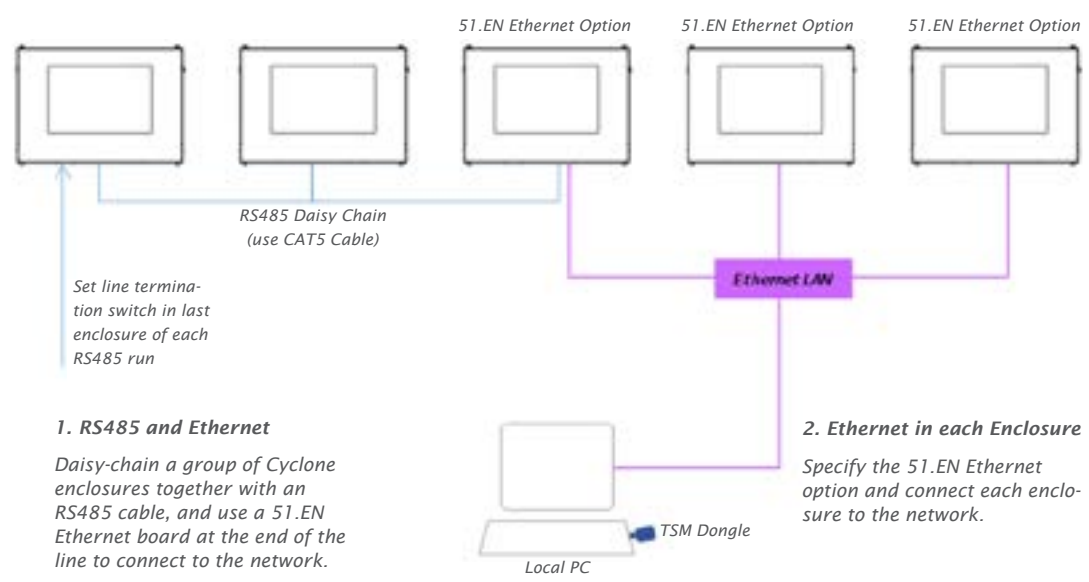 51.EN Ethernet Option
51.EN Ethernet Option
51.EN Ethernet Option
RS485 Daisy Chain
(use CAT5 Cable)
Ethernet LAN
Set line termina-
tion switch in last
enclosure of each
RS485 run
1. RS485 and Ethernet
Daisy-chain a group of Cyclone
enclosures together with an
RS485 cable, and use a 51.EN
Ethernet board at the end of the
line to connect to the network.
2. Ethernet in each Enclosure
Specify the 51.EN Ethernet
option and connect each enclo-
sure to the network.
TSM Dongle
Local PC